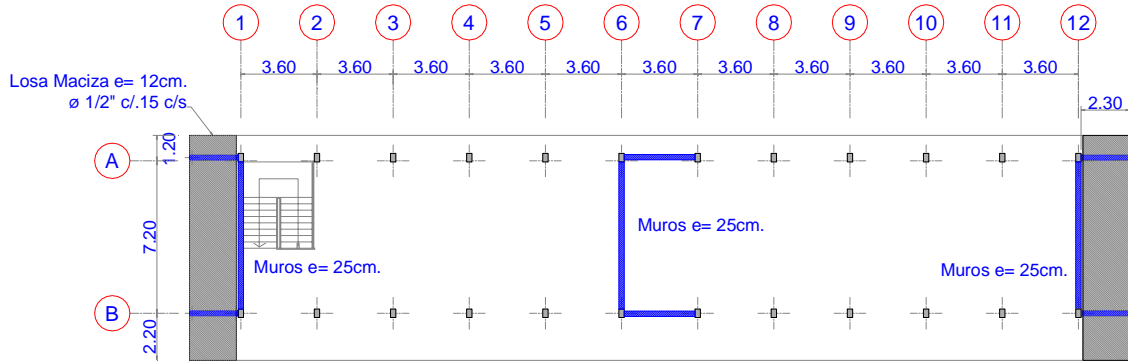 1 2 3 4 5 6 7 8 9 10 11 12
3.60 3.60 3.60 3.60 3.60 3.60 3.60 3.60 3.60 3.60 3.60
Losa Maciza e= 12cm.
ø 1/2" c/.15 c/s
2.30
1.20
A
7.20
Muros e= 25cm.
Muros e= 25cm.
Muros e= 25cm.
B
2.20